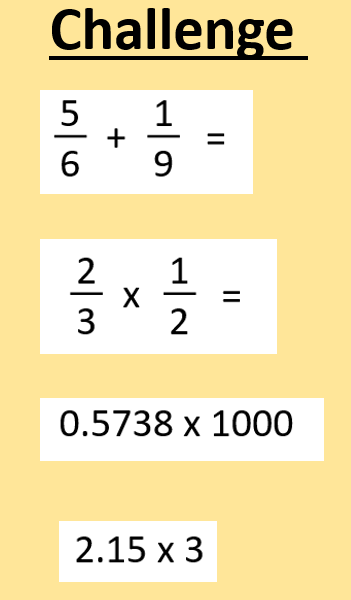 Challenge
5/6 + 1/9 =
2/3 x 1/2 =
0.5738 x 1000
2.15 x 3